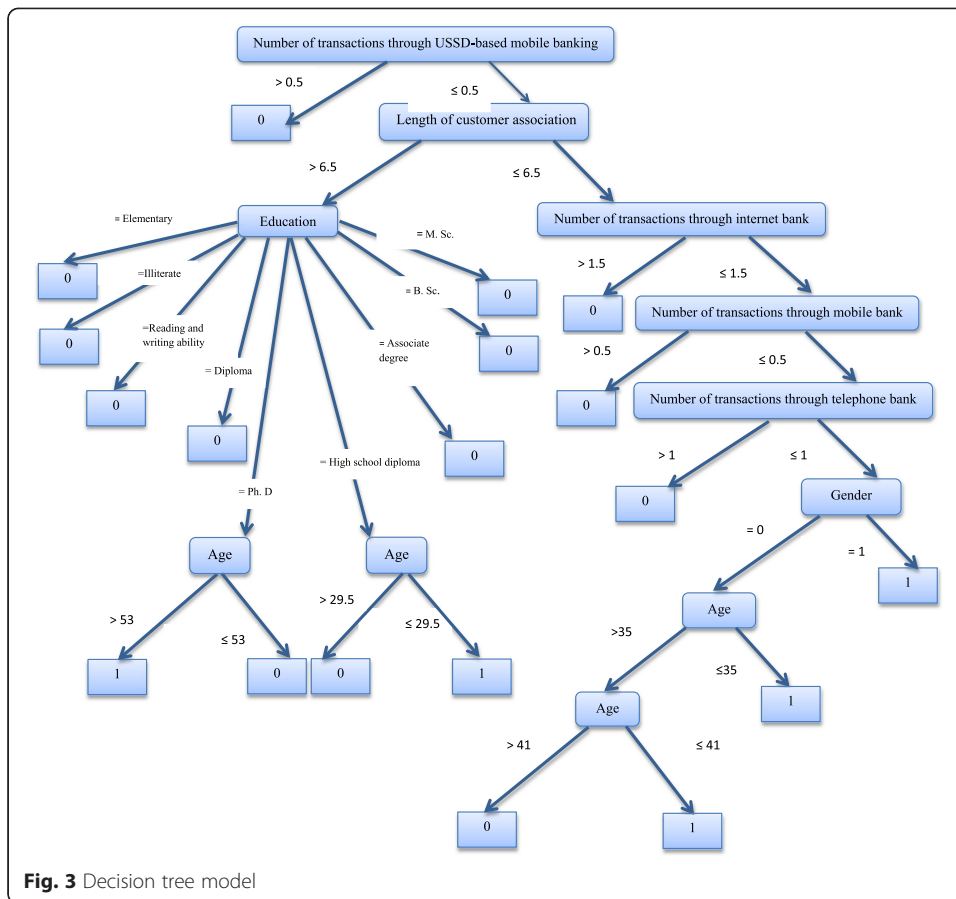 Number of transactions through USSD-based mobile banking
> 0.5
≤ 0.5
0
Length of customer association
> 6.5
≤ 6.5
= Elementary
Education
Number of transactions through internet bank
= M. Sc.
0
=Illiterate
0
> 1.5
≤ 1.5
= B. Sc.
0
Number of transactions through mobile bank
0
=Reading and
writing ability
= Associate
degree
0
> 0.5
≤ 0.5
= Diploma
0
0
Number of transactions through telephone bank
0
0
= High school diploma
> 1
≤ 1
= Ph. D
0
Gender
= 0
= 1
Age
Age
1
> 53
≤ 53
> 29.5
≤ 29.5
Age
>35
≤35
1
0
0
1
1
Age
> 41
≤ 41
0
1
Fig. 3 Decision tree model